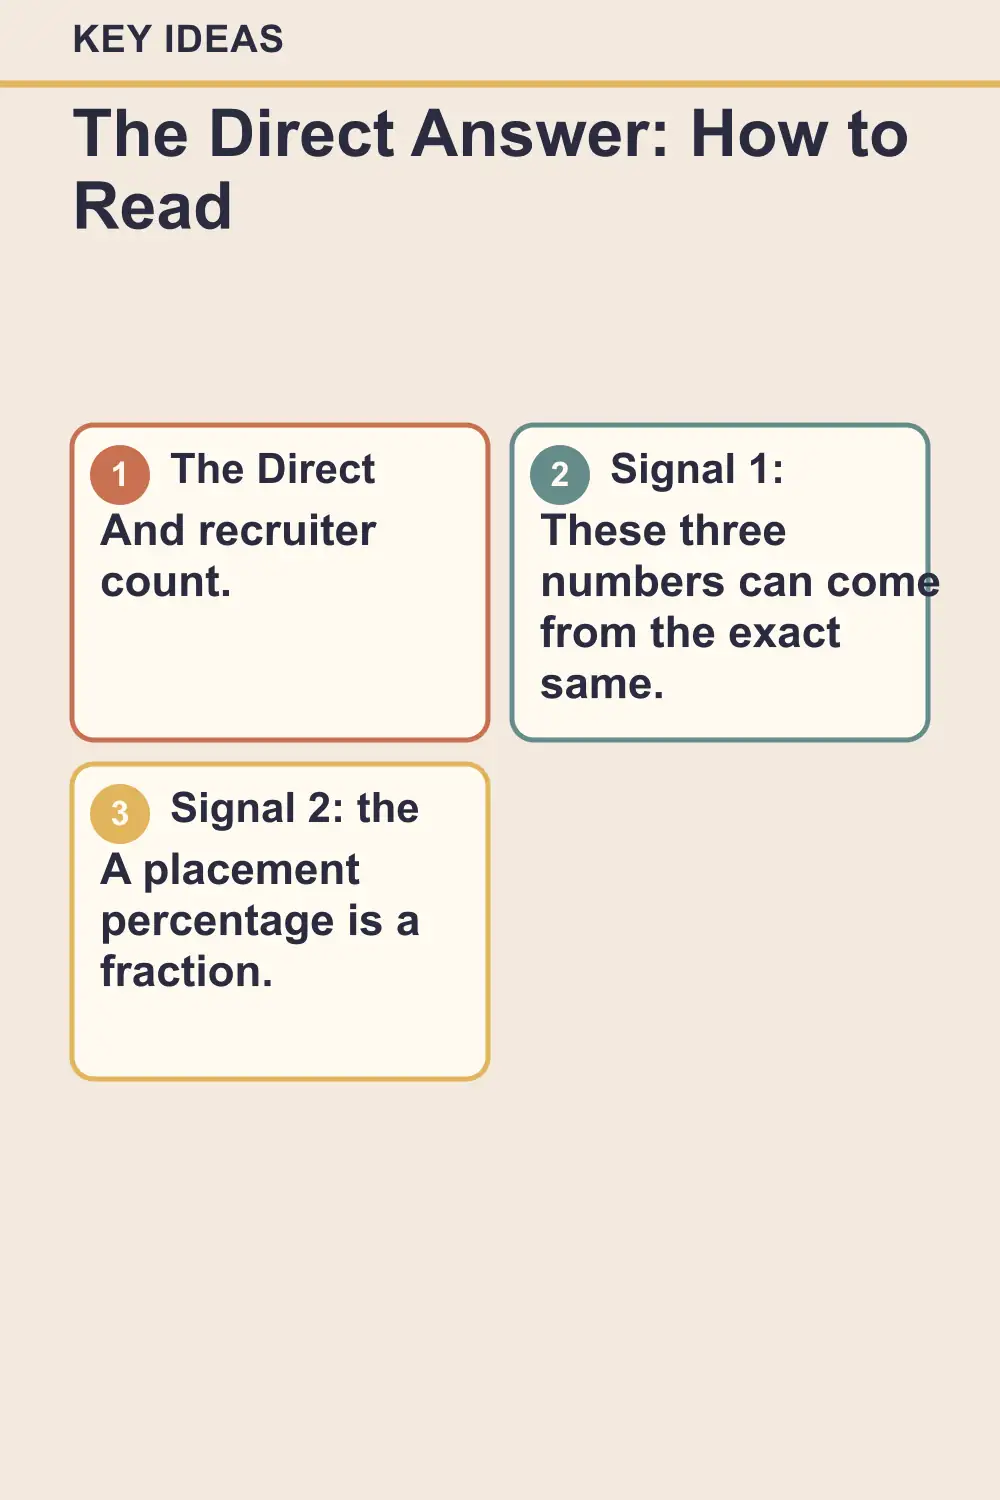 KEY IDEAS
The Direct Answer: How to
Read
1 The Direct
And recruiter
count.
2 Signal 1:
These three
numbers can come
from the exact
same.
3 Signal 2: the
A placement
percentage is a
fraction.